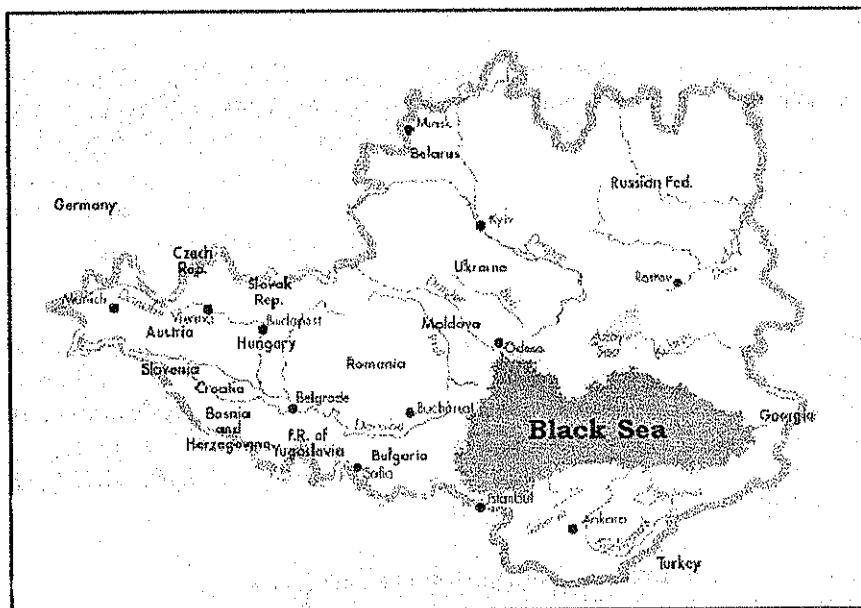 Minsk
Belarus
Russian Fed.
Germany
Kyiv
Czech
Rep.
Ukraine
Slovak
Rep.
Rostov
Munich
Danube
Vienna
Austria
Budapest
Hungary
Moldova
Odesa
Azov
Sea
Slovenia
Romania
Croatia
Belgrade
Bucharest
Bosnia
and
Herzegovina
F.R. of
Yugoslavia
Danube
Bulgaria
Sofia
Black Sea
Georgia
Istanbul
Ankara
Turkey